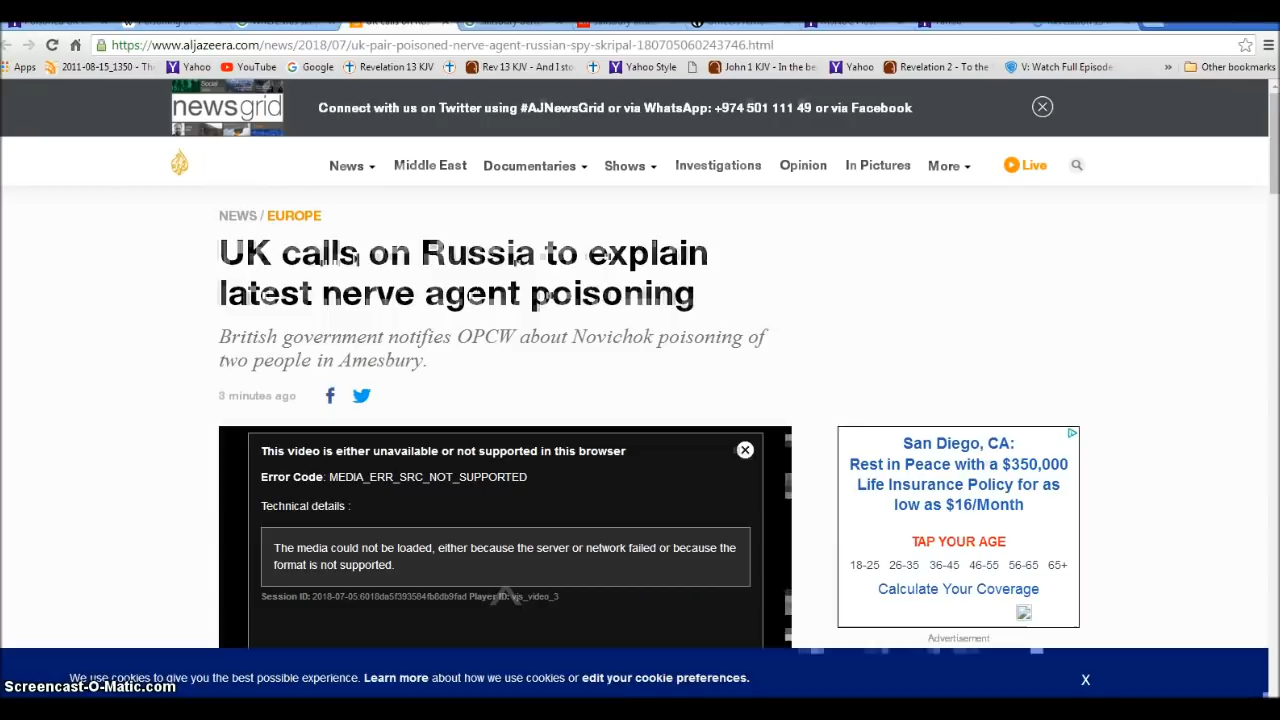 https://www.aljazeera.com/news/2018/07/uk-pair-poisoned-nerve-agent-russian-spy-skripal-180705060243746.html
Apps 2011-08-15_1350 - The Yahoo YouTube Google Revelation 13 KJV Rev 13 KJV - And I sto Yahoo Style John 1 KJV - In the be Yahoo Revelation 2 - To the V: Watch Full Episode » Other bookmarks
newsgrid Connect with us on Twitter using #AJNewsGrid or via WhatsApp: +974 501 111 49 or via Facebook
News Middle East Documentaries Shows Investigations Opinion In Pictures More Live
NEWS / EUROPE
UK calls on Russia to explain
latest nerve agent poisoning
British government notifies OPCW about Novichok poisoning of
two people in Amesbury.
3 minutes ago
This video is either unavailable or not supported in this browser
Error Code: MEDIA_ERR_SRC_NOT_SUPPORTED
Technical details :
The media could not be loaded, either because the server or network failed or because the
format is not supported.
Session ID: 2018-07-05:6018da5f393584fb8db9fad Player ID: vjs_video_3
San Diego, CA:
Rest in Peace with a $350,000
Life Insurance Policy for as
low as $16/Month
TAP YOUR AGE
18-25 26-35 36-45 46-55 56-65 65+
Calculate Your Coverage
Advertisement
We use cookies to give you the best possible experience. Learn more about how we use cookies or edit your cookie preferences. X
Screencast-O-Matic.com